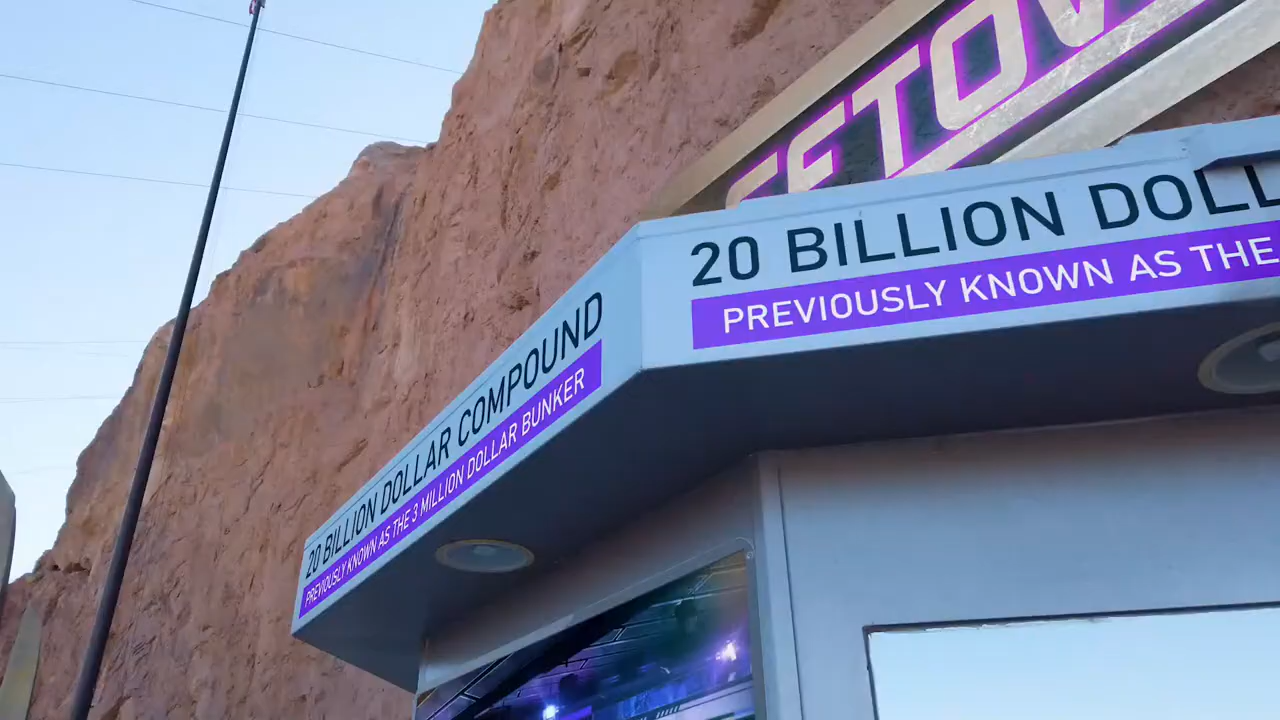 20 BILLION DOLLAR COMPOUND
PREVIOUSLY KNOWN AS THE 3 MILLION DOLLAR BUNKER
20 BILLION DOLL
PREVIOUSLY KNOWN AS THE